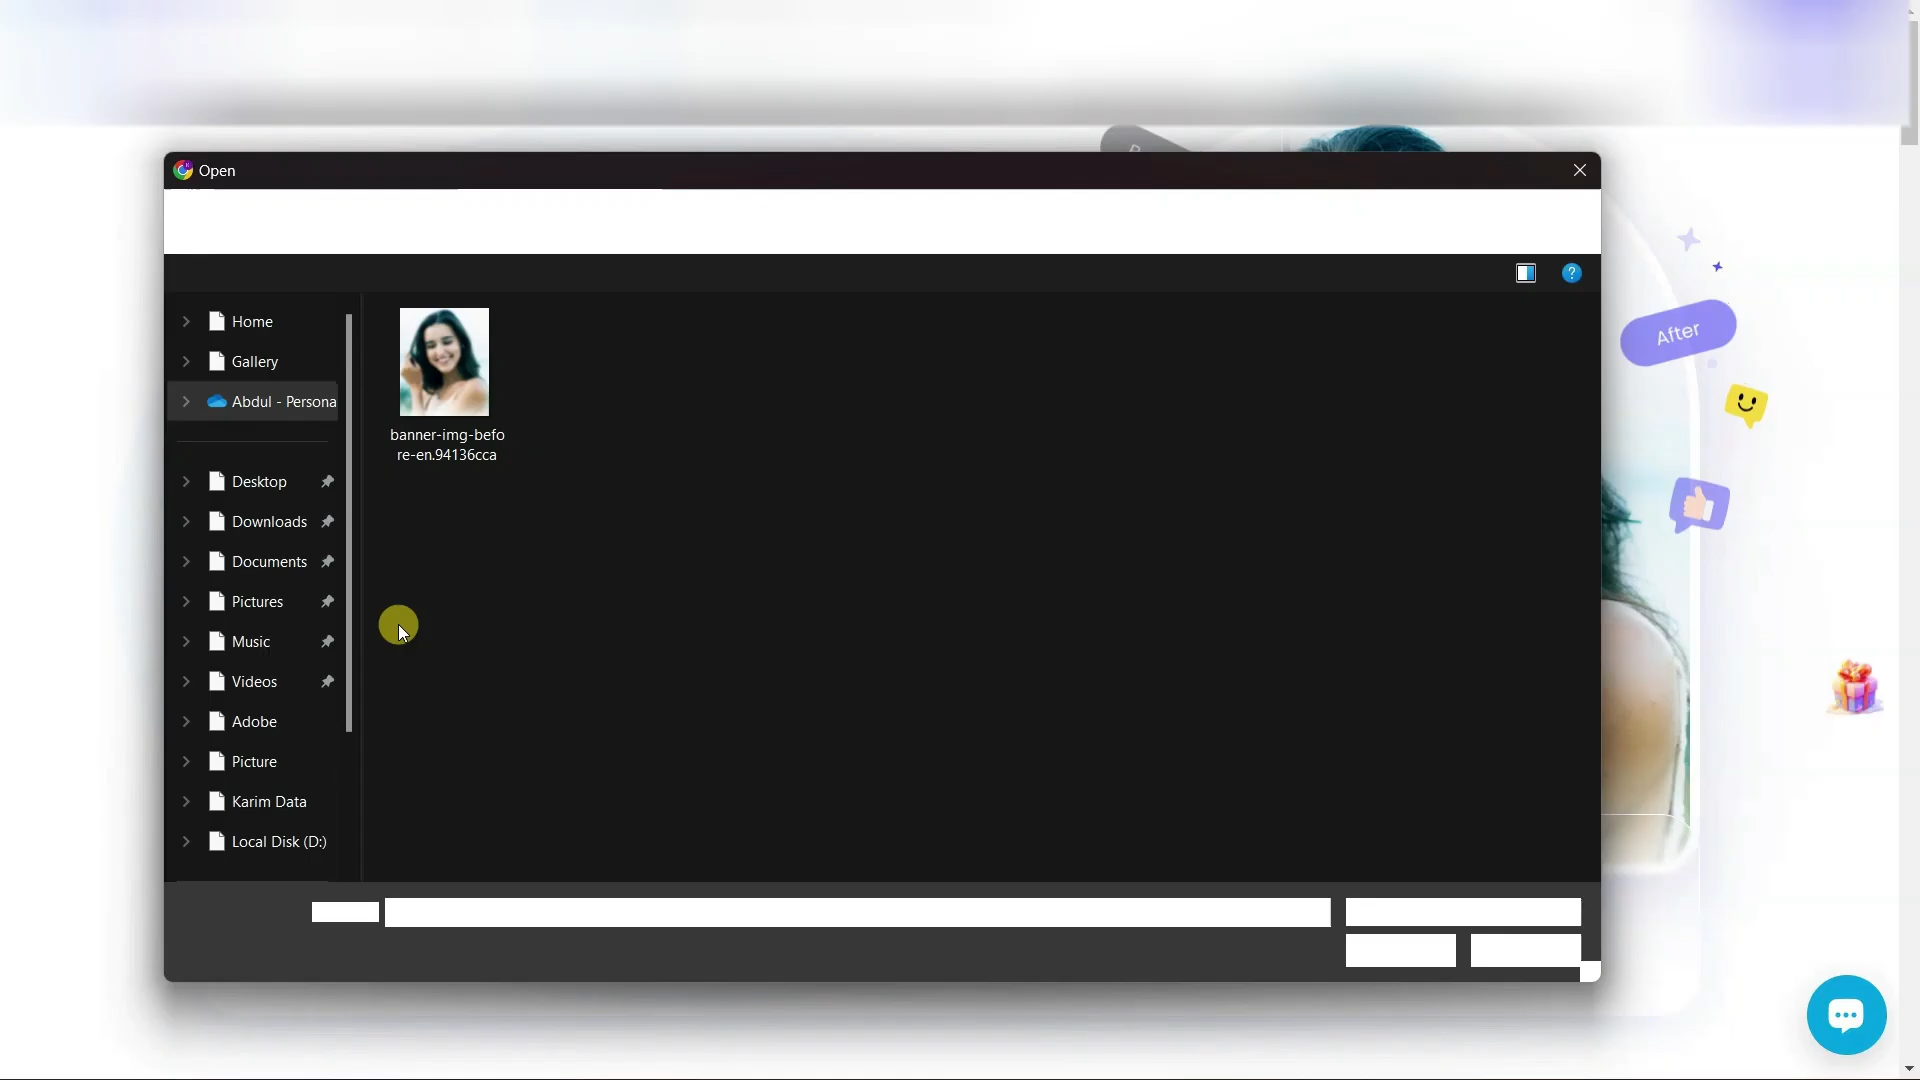 Open
Home
Gallery
Abdul - Persona
Desktop
Downloads
Documents
Pictures
Music
Videos
Adobe
Picture
Karim Data
Local Disk (D:)
banner-img-befo
re-en.94136cca
After